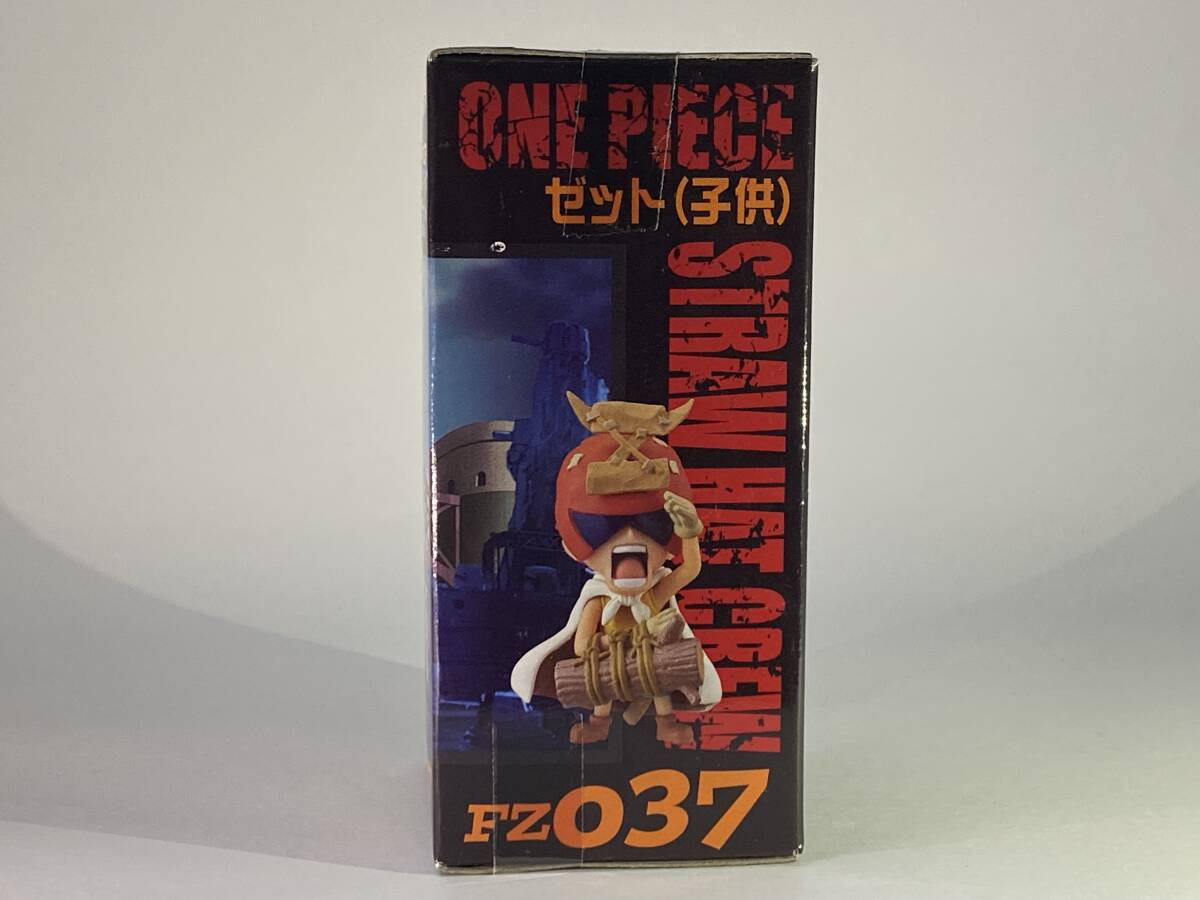 ONE PIECE
ゼット(子供)
STRAW HAT CREW
FZ037